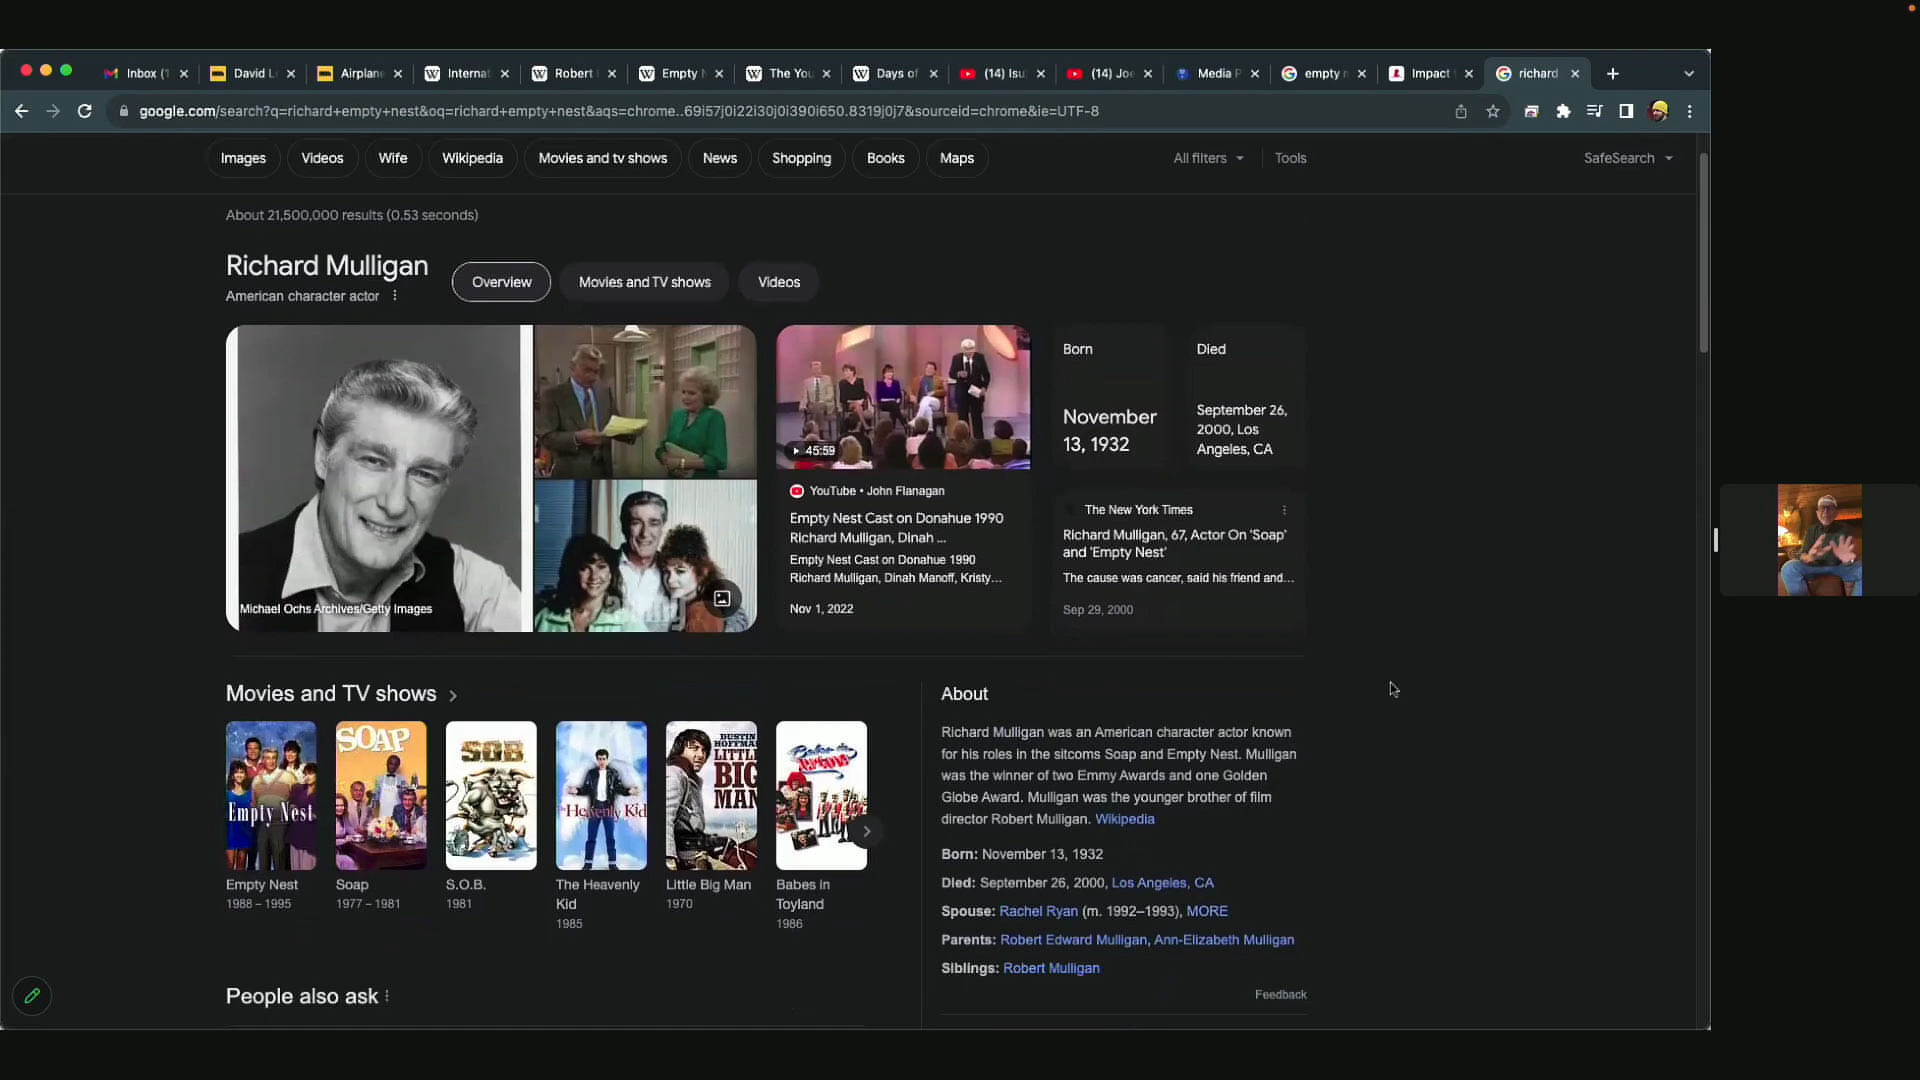 Inbox (1
David L
Airplane
Internat
Robert
Empty N
The You
Days of
(14) Isu
(14) Joe
Media P
empty n
Impact
richard
google.com/search?q=richard+empty+nest&oq=richard+empty+nest&aqs=chrome..69i57j0i22i30j0i390i650.8319j0j7&sourceid=chrome&ie=UTF-8
Images
Videos
Wife
Wikipedia
Movies and tv shows
News
Shopping
Books
Maps
All filters
Tools
SafeSearch
About 21,500,000 results (0.53 seconds)
Richard Mulligan
American character actor
Overview
Movies and TV shows
Videos
Michael Ochs Archives/Getty Images
45:59
YouTube • John Flanagan
Empty Nest Cast on Donahue 1990
Richard Mulligan, Dinah ...
Empty Nest Cast on Donahue 1990
Richard Mulligan, Dinah Manoff, Kristy...
Nov 1, 2022
Born
November
13, 1932
Died
September 26,
2000, Los
Angeles, CA
The New York Times
Richard Mulligan, 67, Actor On 'Soap'
and 'Empty Nest'
The cause was cancer, said his friend and...
Sep 29, 2000
Movies and TV shows
Empty Nest
SOAP
S.O.B.
The Heavenly Kid
DUSTIN
HOFFMAN
LITTLE
BIG
MAN
Babes in
Toyland
Empty Nest
1988 – 1995
Soap
1977 – 1981
S.O.B.
1981
The Heavenly
Kid
1985
Little Big Man
1970
Babes in
Toyland
1986
About
Richard Mulligan was an American character actor known
for his roles in the sitcoms Soap and Empty Nest. Mulligan
was the winner of two Emmy Awards and one Golden
Globe Award. Mulligan was the younger brother of film
director Robert Mulligan. Wikipedia
Born: November 13, 1932
Died: September 26, 2000, Los Angeles, CA
Spouse: Rachel Ryan (m. 1992–1993), MORE
Parents: Robert Edward Mulligan, Ann-Elizabeth Mulligan
Siblings: Robert Mulligan
Feedback
People also ask